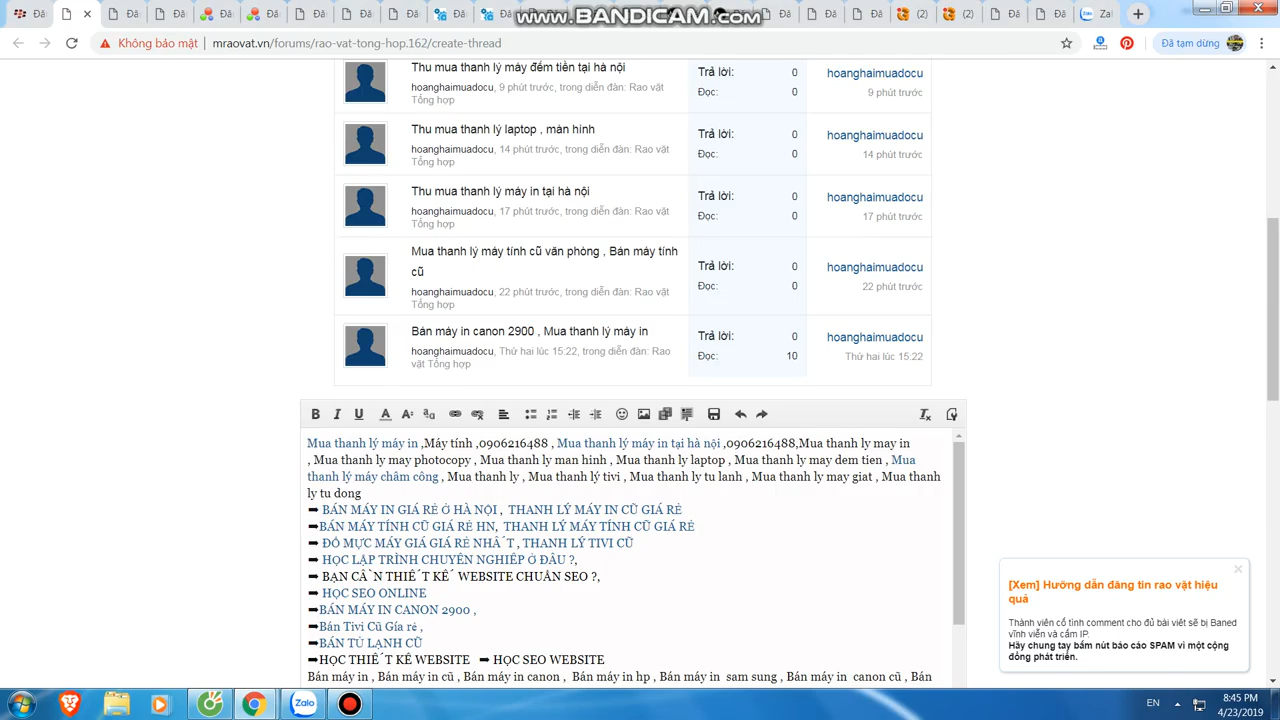 Đă
Đă
Đă
Đă
www.BANDICAM.com
Đă
Đă
Đă
(2)
(2)
Đă
Đă
Zal
Không bảo mật
mraovat.vn/forums/rao-vat-tong-hop.162/create-thread
Đã tạm dừng
Thu mua thanh lý máy đếm tiền tại hà nội
hoanghaimuadocu, 9 phút trước, trong diễn đàn: Rao vặt
Tổng hợp
Trả lời: 0
Đọc: 0
hoanghaimuadocu
9 phút trước
Thu mua thanh lý laptop , màn hình
hoanghaimuadocu, 14 phút trước, trong diễn đàn: Rao vặt
Tổng hợp
Trả lời: 0
Đọc: 0
hoanghaimuadocu
14 phút trước
Thu mua thanh lý máy in tại hà nội
hoanghaimuadocu, 17 phút trước, trong diễn đàn: Rao vặt
Tổng hợp
Trả lời: 0
Đọc: 0
hoanghaimuadocu
17 phút trước
Mua thanh lý máy tính cũ văn phòng , Bán máy tính
cũ
hoanghaimuadocu, 22 phút trước, trong diễn đàn: Rao vặt
Tổng hợp
Trả lời: 0
Đọc: 0
hoanghaimuadocu
22 phút trước
Bán máy in canon 2900 , Mua thanh lý máy in
hoanghaimuadocu, Thứ hai lúc 15:22, trong diễn đàn: Rao
vặt Tổng hợp
Trả lời: 0
Đọc: 10
hoanghaimuadocu
Thứ hai lúc 15:22
Mua thanh lý máy in ,Máy tính ,0906216488 , Mua thanh lý máy in tại hà nội ,0906216488,Mua thanh ly may in
, Mua thanh ly may photocopy , Mua thanh ly man hinh , Mua thanh ly laptop , Mua thanh ly may dem tien , Mua
thanh lý máy châm công , Mua thanh ly , Mua thanh lý tivi , Mua thanh ly tu lanh , Mua thanh ly may giat , Mua thanh
ly tu dong
➡ BÁN MÁY IN GIÁ RẺ Ở HÀ NỘI , THANH LÝ MÁY IN CŨ GIÁ RẺ
➡BÁN MÁY TÍNH CŨ GIÁ RẺ HN, THANH LÝ MÁY TÍNH CŨ GIÁ RẺ
➡ ĐỔ MỰC MÁY GIÁ GIÁ RẺ NHẤT , THANH LÝ TIVI CŨ
➡ HỌC LẬP TRÌNH CHUYÊN NGHIỆP Ở ĐÂU ?,
➡ BẠN CẦN THIẾT KẾ WEBSITE CHUẨN SEO ?,
➡ HỌC SEO ONLINE
➡BÁN MÁY IN CANON 2900 ,
➡Bán Tivi Cũ Gía rẻ ,
➡BÁN TỦ LẠNH CŨ
➡HỌC THIẾT KẾ WEBSITE ➡ HỌC SEO WEBSITE
Bán máy in , Bán máy in cũ , Bán máy in canon , Bán máy in hp , Bán máy in sam sung , Bán máy in canon cũ , Bán
[Xem] Hướng dẫn đăng tin rao vặt hiệu
quả
Thành viên cố tình comment cho đủ bài viết sẽ bị Baned
vĩnh viễn và cấm IP.
Hãy chung tay bấm nút báo cáo SPAM vì một cộng
đồng phát triển.
Zalo
EN
8:45 PM
4/23/2019